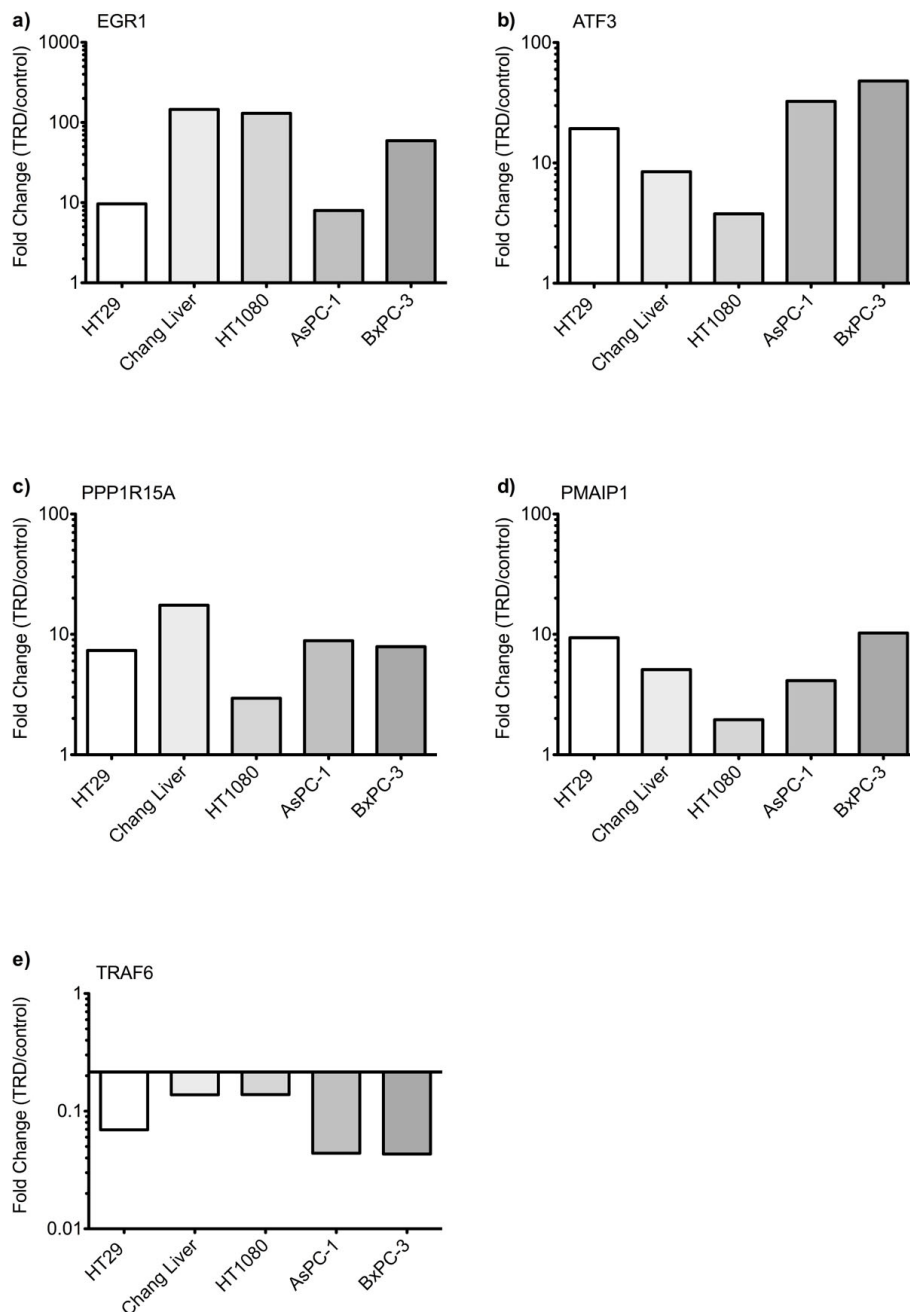 a) EGR1
Fold Change (TRD/control)
1000
100
10
1
HT29
Chang Liver
HT1080
AsPC-1
BxPC-3
b) ATF3
Fold Change (TRD/control)
100
10
1
HT29
Chang Liver
HT1080
AsPC-1
BxPC-3
c) PPP1R15A
Fold Change (TRD/control)
100
10
1
HT29
Chang Liver
HT1080
AsPC-1
BxPC-3
d) PMAIP1
Fold Change (TRD/control)
100
10
1
HT29
Chang Liver
HT1080
AsPC-1
BxPC-3
e) TRAF6
Fold Change (TRD/control)
1
0.1
0.01
HT29
Chang Liver
HT1080
AsPC-1
BxPC-3